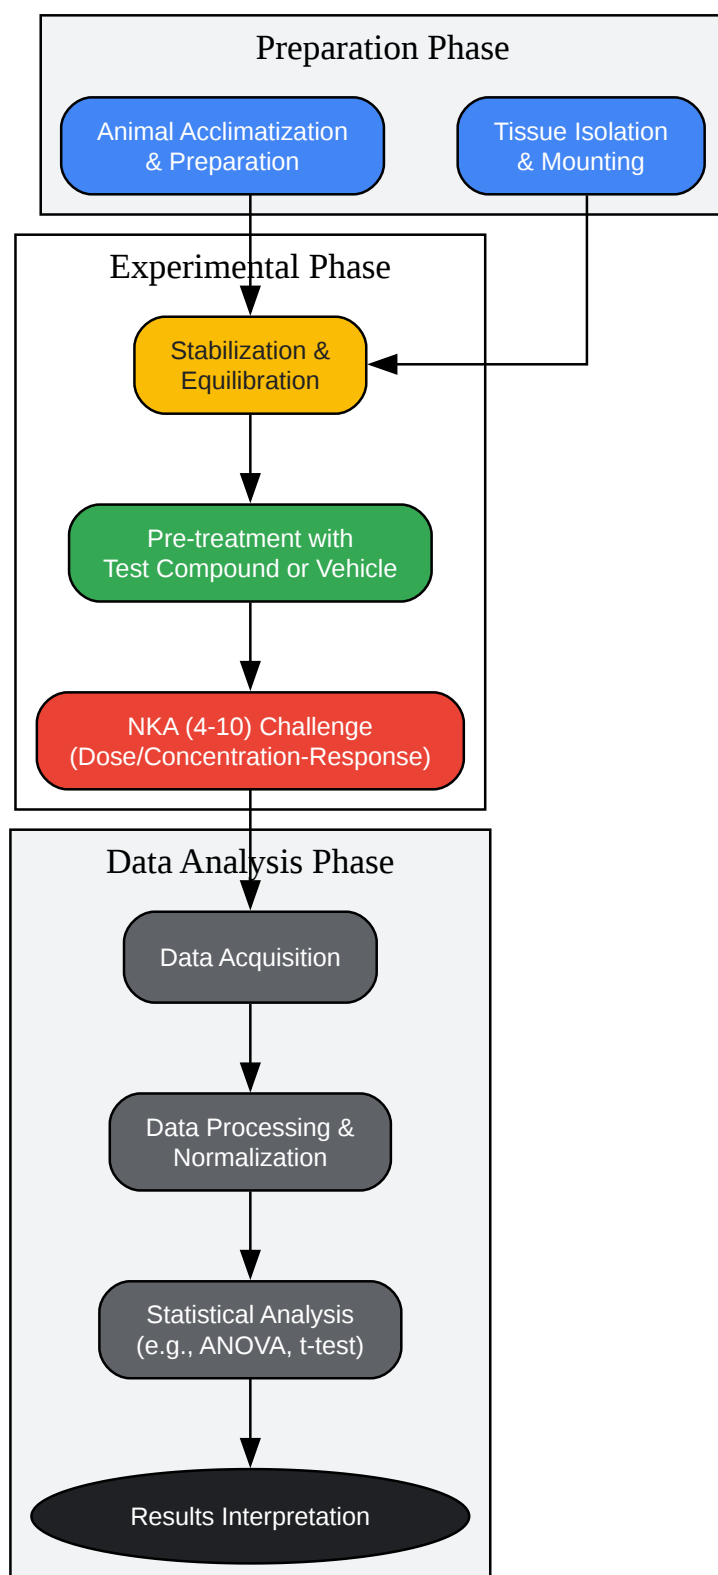 Preparation Phase
Animal Acclimatization
& Preparation
Tissue Isolation
& Mounting
Experimental Phase
Stabilization &
Equilibration
Pre-treatment with
Test Compound or Vehicle
NKA (4-10) Challenge
(Dose/Concentration-Response)
Data Analysis Phase
Data Acquisition
Data Processing &
Normalization
Statistical Analysis
(e.g., ANOVA, t-test)
Results Interpretation